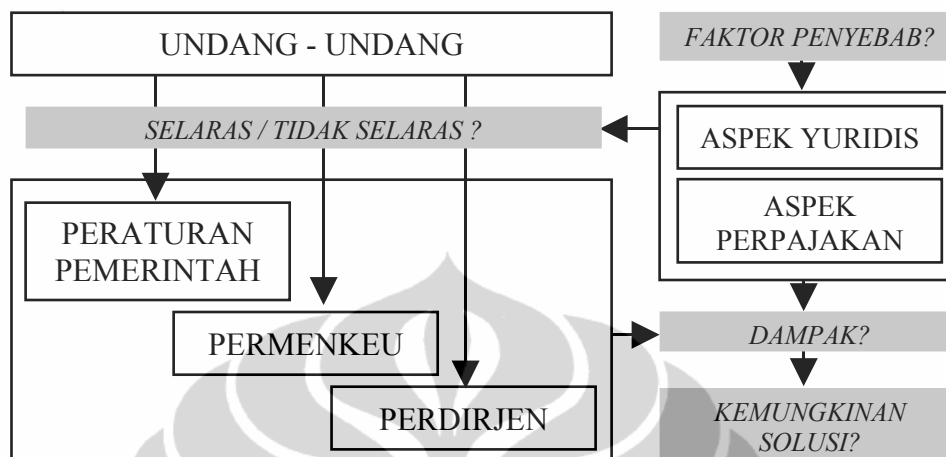 UNDANG - UNDANG
SELARAS / TIDAK SELARAS ?
PERATURAN
PEMERINTAH
PERMENKEU
PERDIRJEN
FAKTOR PENYEBAB?
ASPEK YURIDIS
ASPEK
PERPAJAKAN
DAMPAK?
KEMUNGKINAN
SOLUSI?